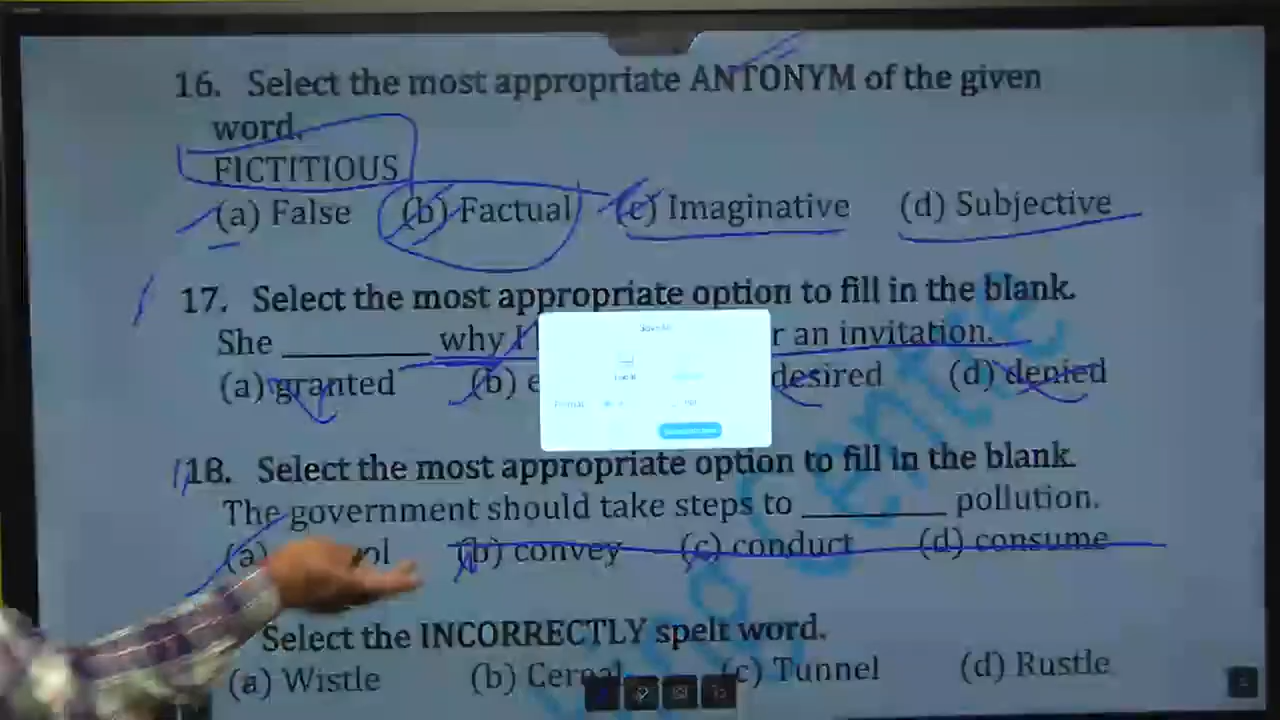 16. Select the most appropriate ANTONYM of the given
word.
FICTITIOUS
(a) False (b) Factual (c) Imaginative (d) Subjective
17. Select the most appropriate option to fill in the blank.
She ________ why I an invitation.
(a) granted (b) desired (d) denied
18. Select the most appropriate option to fill in the blank.
The government should take steps to ________ pollution.
(a) (b) convey (c) conduct (d) consume
Select the INCORRECTLY spelt word.
(a) Wistle (b) (c) Tunnel (d) Rustle